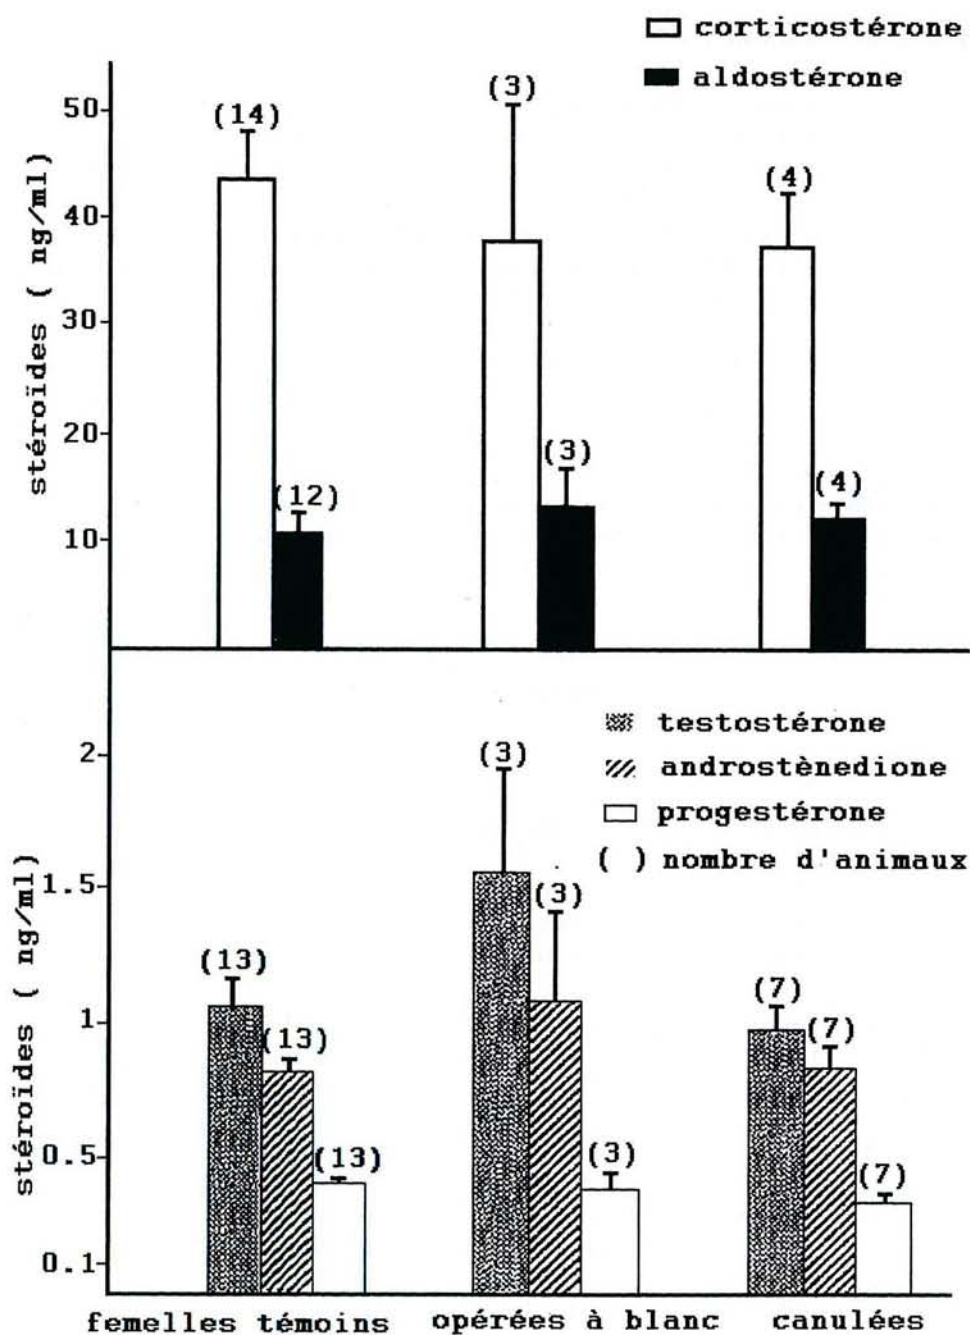 corticostérone
aldostérone
stéroïdes ( ng/ml)
50
40
30
20
10
(14)
(12)
(3)
(3)
(4)
(4)
testostérone
androstènedione
progestérone
( ) nombre d'animaux
stéroïdes ( ng/ml)
2
1.5
1
0.5
0.1
(13)
(13)
(13)
(3)
(3)
(3)
(7)
(7)
(7)
femelles témoins
opérées à blanc
canulées